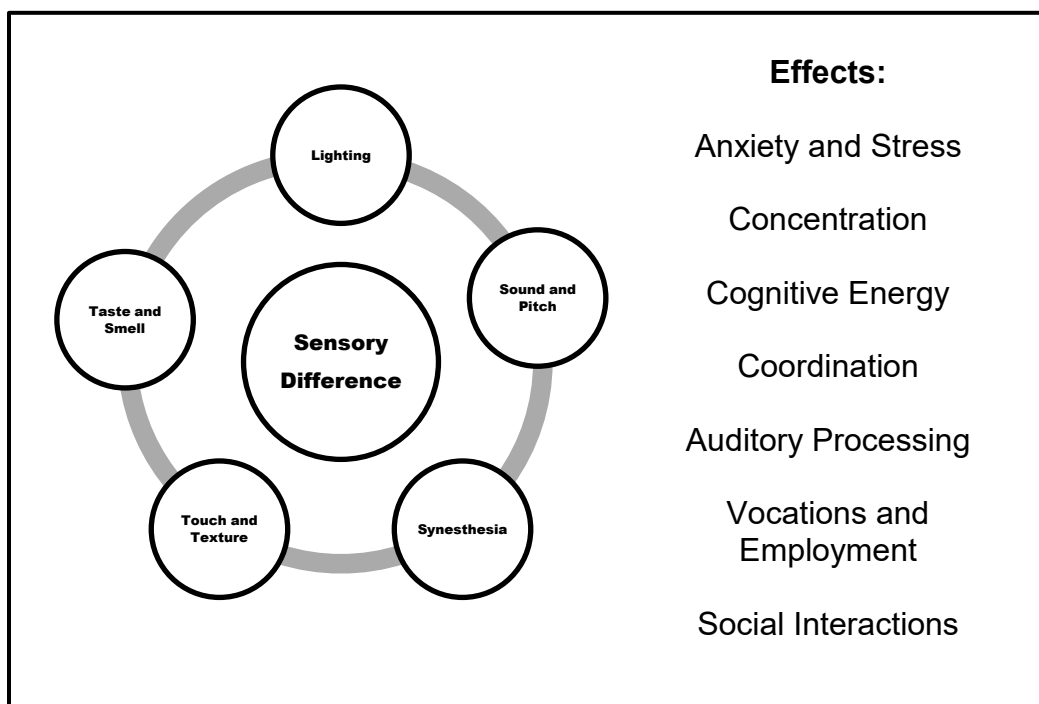 Effects:
Anxiety and Stress
Concentration
Cognitive Energy
Coordination
Auditory Processing
Vocations and
Employment
Social Interactions
Lighting
Sound and
Pitch
Synesthesia
Touch and
Texture
Taste and
Smell
Sensory
Difference